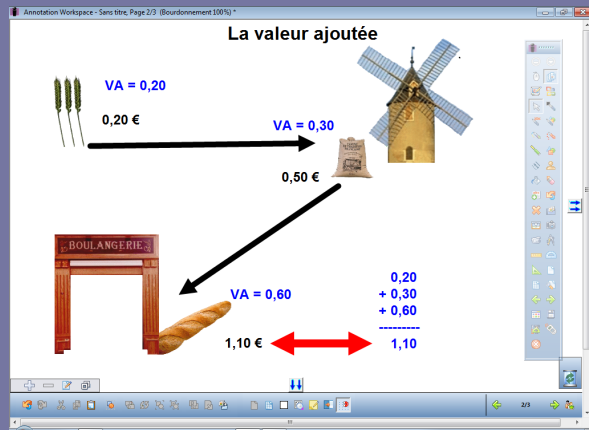 Annotation Workspace - Sans titre, Page 2/3 (Bourdonnement 100%) *
La valeur ajoutée
VA = 0,20
0,20 €
VA = 0,30
0,50 €
BOULANGERIE
VA = 0,60
1,10 €
0,20
+ 0,30
+ 0,60
---------
1,10
2/3